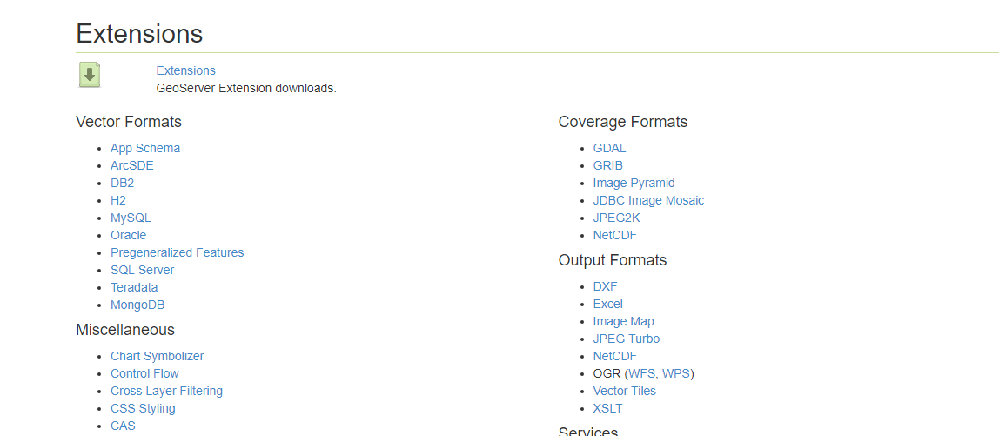 Extensions
Extensions
GeoServer Extension downloads.
Vector Formats
App Schema
ArcSDE
DB2
H2
MySQL
Oracle
Pregeneralized Features
SQL Server
Teradata
MongoDB
Miscellaneous
Chart Symbolizer
Control Flow
Cross Layer Filtering
CSS Styling
CAS
Coverage Formats
GDAL
GRIB
Image Pyramid
JDBC Image Mosaic
JPEG2K
NetCDF
Output Formats
DXF
Excel
Image Map
JPEG Turbo
NetCDF
OGR (WFS, WPS)
Vector Tiles
XSLT
Services